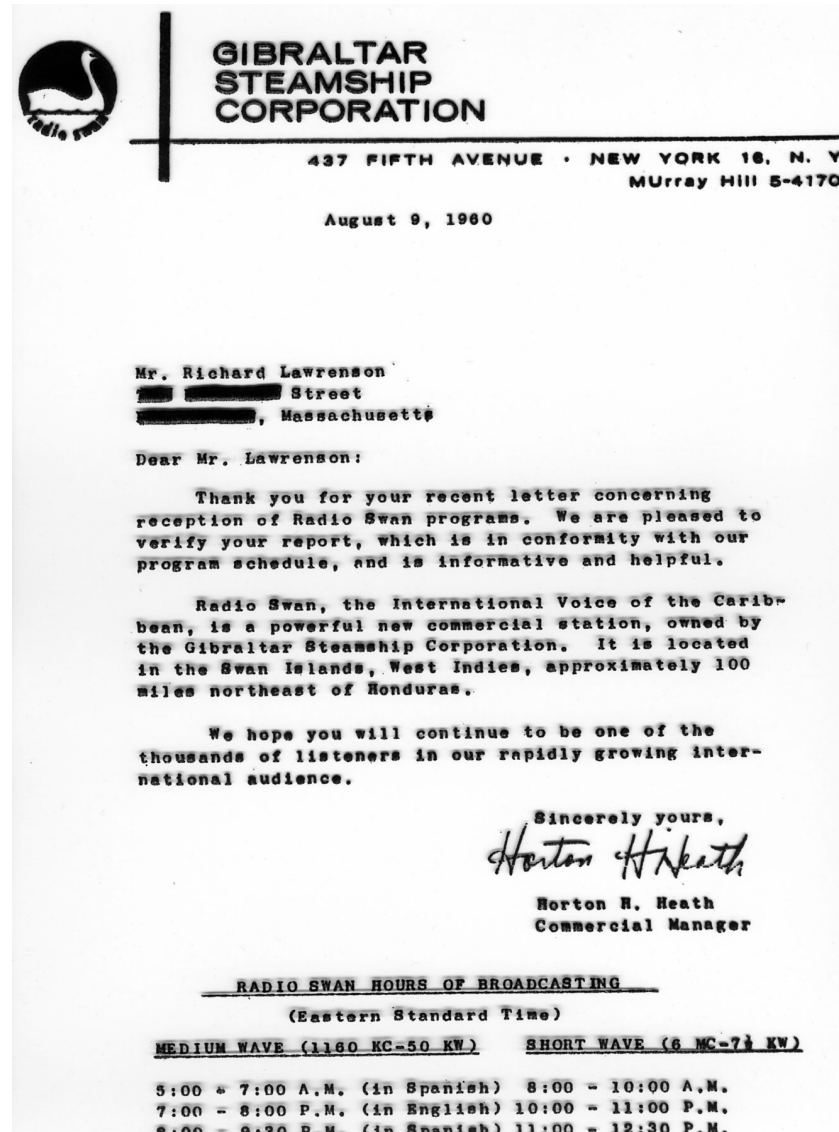 radio swan
GIBRALTAR
STEAMSHIP
CORPORATION
437 FIFTH AVENUE • NEW YORK 16, N. Y
MUrray Hill 5-4170
August 9, 1960
Mr. Richard Lawrenson
Street
, Massachusetts
Dear Mr. Lawrenson:
Thank you for your recent letter concerning
reception of Radio Swan programs. We are pleased to
verify your report, which is in conformity with our
program schedule, and is informative and helpful.
Radio Swan, the International Voice of the Carib-
bean, is a powerful new commercial station, owned by
the Gibraltar Steamship Corporation. It is located
in the Swan Islands, West Indies, approximately 100
miles northeast of Honduras.
We hope you will continue to be one of the
thousands of listeners in our rapidly growing inter-
national audience.
Sincerely yours,
Horton H Heath
Horton H. Heath
Commercial Manager
RADIO SWAN HOURS OF BROADCASTING
(Eastern Standard Time)
MEDIUM WAVE (1160 KC-50 KW) SHORT WAVE (6 MC-7½ KW)
5:00 - 7:00 A.M. (in Spanish) 8:00 - 10:00 A.M.
7:00 - 8:00 P.M. (in English) 10:00 - 11:00 P.M.
8:00 - 9:30 P.M. (in Spanish) 11:00 - 12:30 P.M.